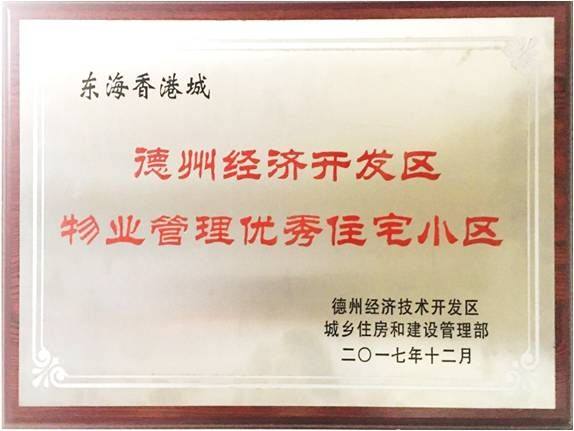 东海香港城
德州经济开发区
物业管理优秀住宅小区
德州经济技术开发区
城乡住房和建设管理部
二〇一七年十二月